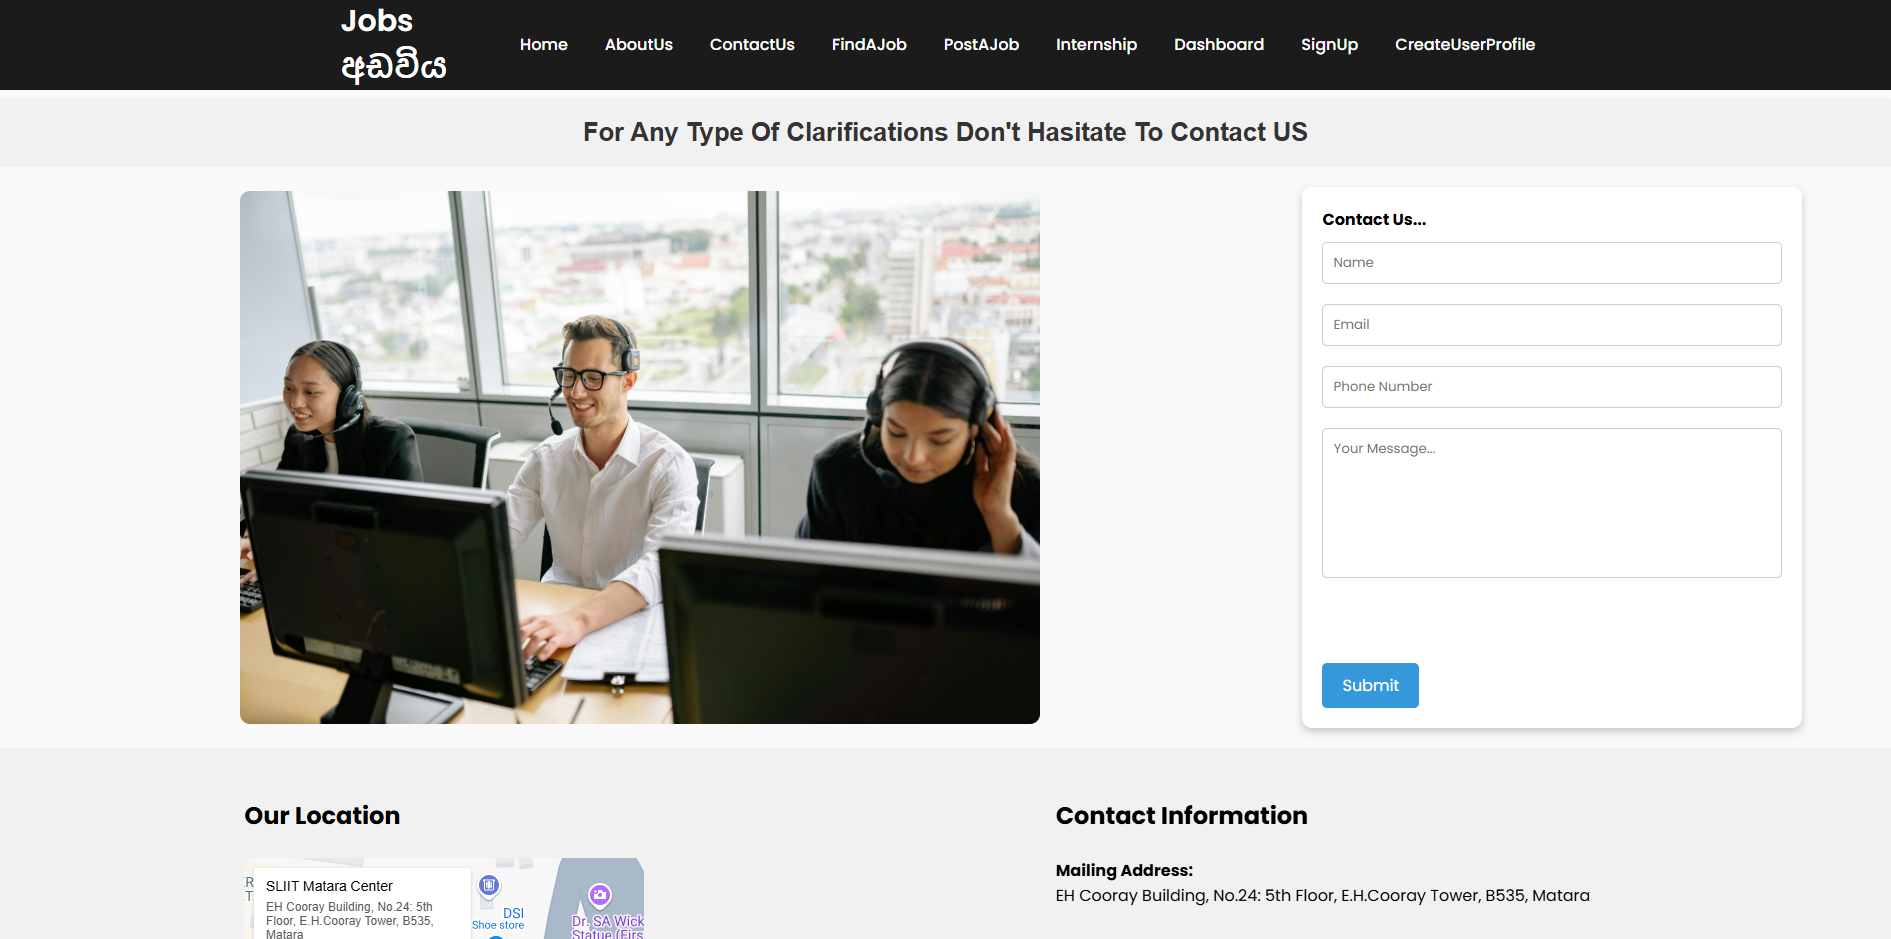 Jobs
අඩවිය
Home AboutUs ContactUs FindAJob PostAJob Internship Dashboard SignUp CreateUserProfile
For Any Type Of Clarifications Don't Hasitate To Contact US
Contact Us...
Name
Email
Phone Number
Your Message...
Submit
Our Location
SLIIT Matara Center
EH Cooray Building, No.24: 5th
Floor, E.H.Cooray Tower, B535,
Matara
DSI
Shoe store
Dr. SA Wick
Statue (Firs
Contact Information
Mailing Address:
EH Cooray Building, No.24: 5th Floor, E.H.Cooray Tower, B535, Matara